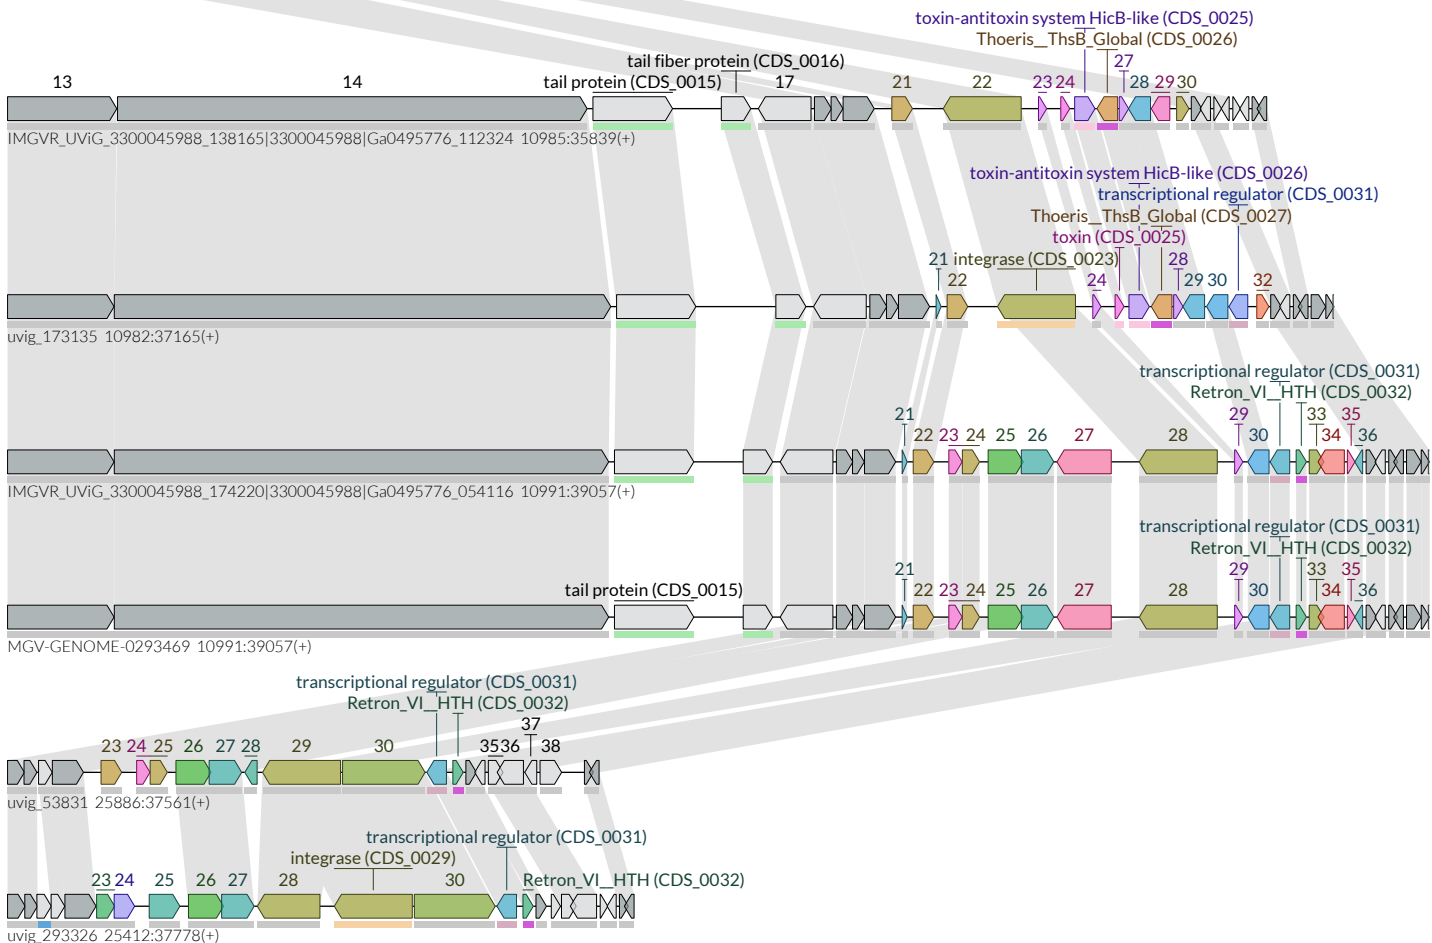 toxin-antitoxin system HicB-like (CDS_0025)
Thoeris__ThsB_Global (CDS_0026)
tail fiber protein (CDS_0016) 27
13 14 tail protein (CDS_0015) 17 21 22 23 24 28 29 30
IMGVR_UViG_3300045988_138165|3300045988|Ga0495776_112324 10985:35839(+)
toxin-antitoxin system HicB-like (CDS_0026)
transcriptional regulator (CDS_0031)
Thoeris__ThsB_Global (CDS_0027)
toxin (CDS_0025)
21 integrase (CDS_0023) 28
22 24 29 30 32
uvig_173135 10982:37165(+)
transcriptional regulator (CDS_0031)
Retron_VI__HTH (CDS_0032)
21 29 33 35
22 23 24 25 26 27 28 30 34 36
IMGVR_UViG_3300045988_174220|3300045988|Ga0495776_054116 10991:39057(+)
transcriptional regulator (CDS_0031)
Retron_VI__HTH (CDS_0032)
21 29 33 35
tail protein (CDS_0015) 22 23 24 25 26 27 28 30 34 36
MGV-GENOME-0293469 10991:39057(+)
transcriptional regulator (CDS_0031)
Retron_VI__HTH (CDS_0032)
37
23 24 25 26 27 28 29 30 35 36 38
uvig_53831 25886:37561(+)
transcriptional regulator (CDS_0031)
integrase (CDS_0029)
23 24 25 26 27 28 30 Retron_VI__HTH (CDS_0032)
uvig_293326 25412:37778(+)